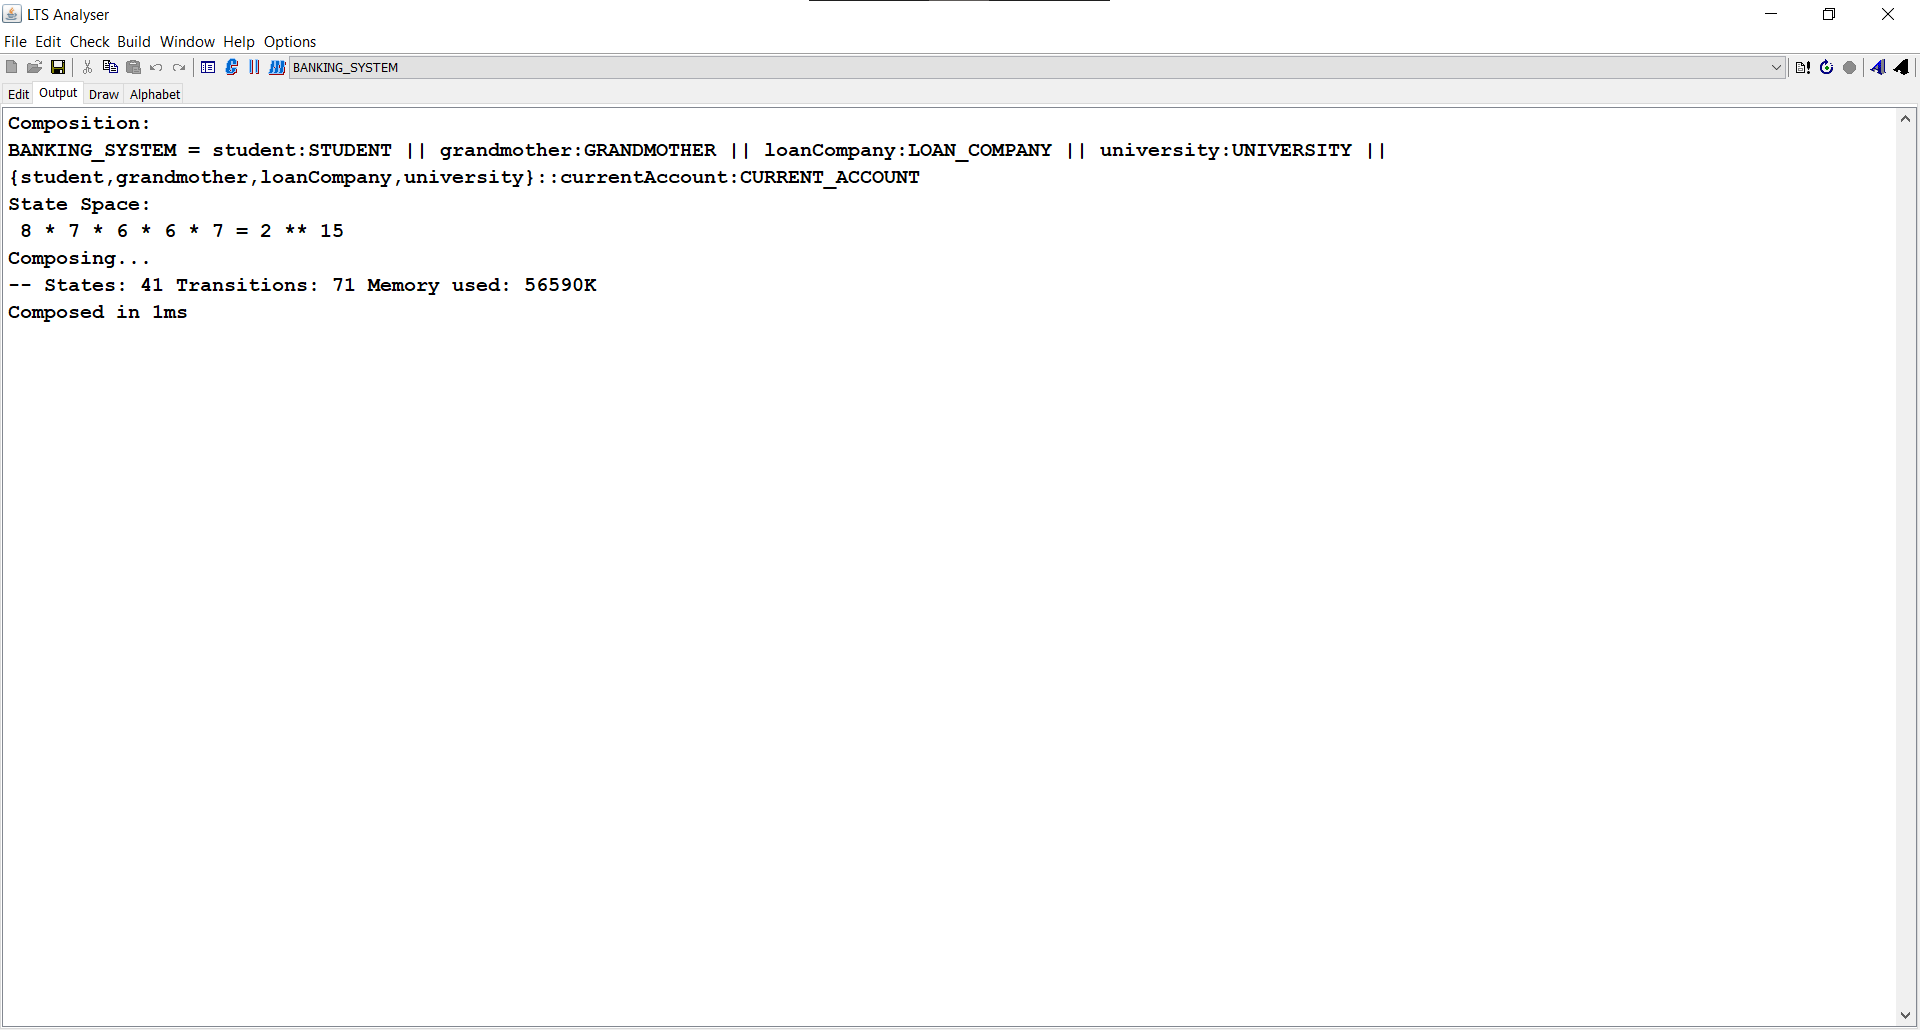 LTS Analyser
File Edit Check Build Window Help Options
BANKING_SYSTEM
Edit Output Draw Alphabet
Composition:
BANKING_SYSTEM = student:STUDENT || grandmother:GRANDMOTHER || loanCompany:LOAN_COMPANY || university:UNIVERSITY ||
{student,grandmother,loanCompany,university}::currentAccount:CURRENT_ACCOUNT
State Space:
8 * 7 * 6 * 6 * 7 = 2 ** 15
Composing...
-- States: 41 Transitions: 71 Memory used: 56590K
Composed in 1ms